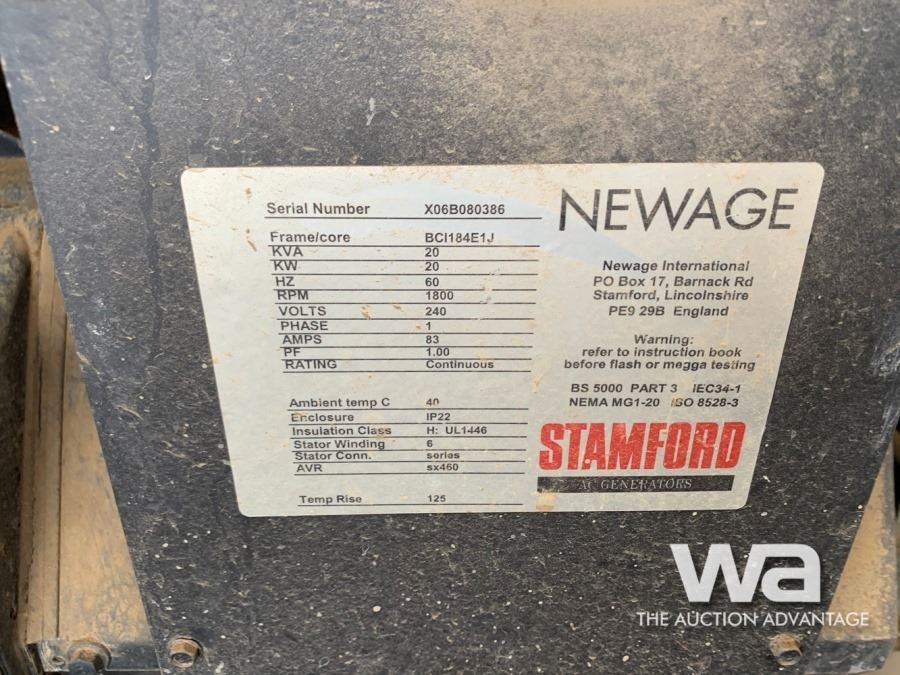 NEWAGE
Serial Number X06B080386
Frame/core BCI184E1J
KVA 20
KW 20
HZ 60
RPM 1800
VOLTS 240
PHASE 1
AMPS 83
PF 1.00
RATING Continuous
Ambient temp C 40
Enclosure IP22
Insulation Class H: UL1446
Stator Winding 6
Stator Conn. series
AVR sx460
Temp Rise 125
Newage International
PO Box 17, Barnack Rd
Stamford, Lincolnshire
PE9 29B England
Warning:
refer to instruction book
before flash or megga testing
BS 5000 PART 3 IEC34-1
NEMA MG1-20 ISO 8528-3
STAMFORD
AC GENERATORS
wa
THE AUCTION ADVANTAGE